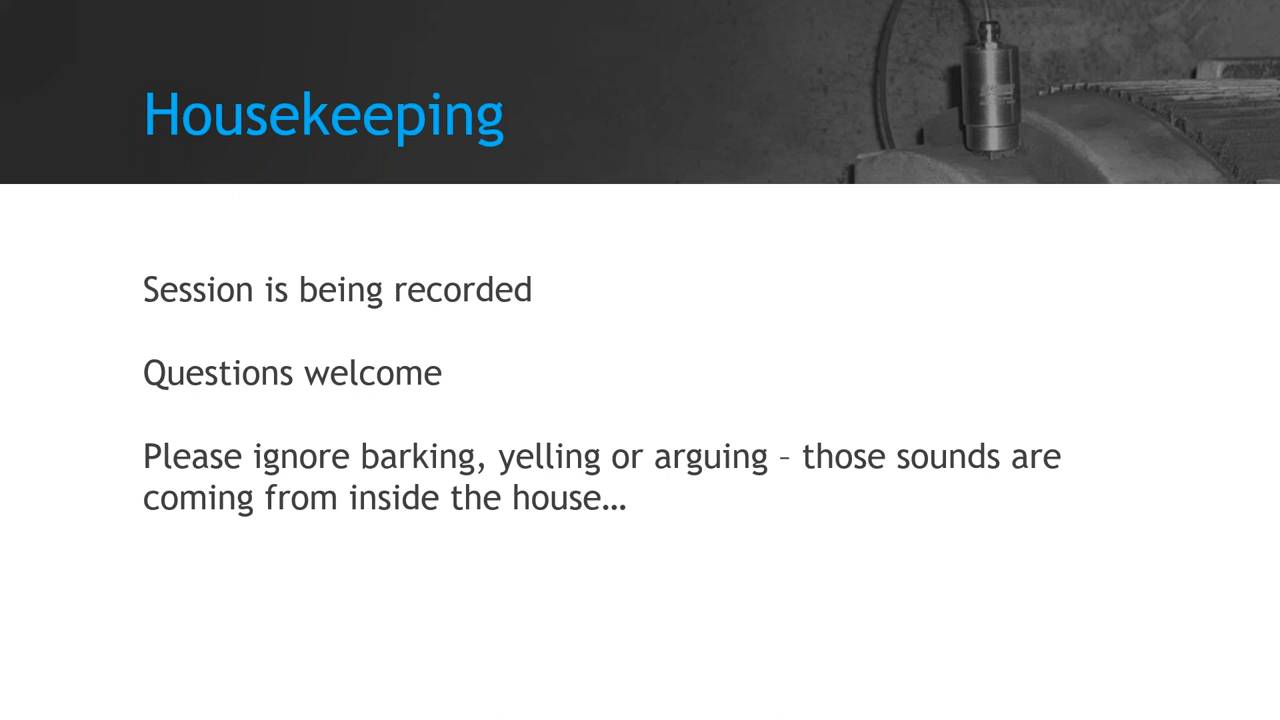 Housekeeping
Session is being recorded
Questions welcome
Please ignore barking, yelling or arguing – those sounds are
coming from inside the house…